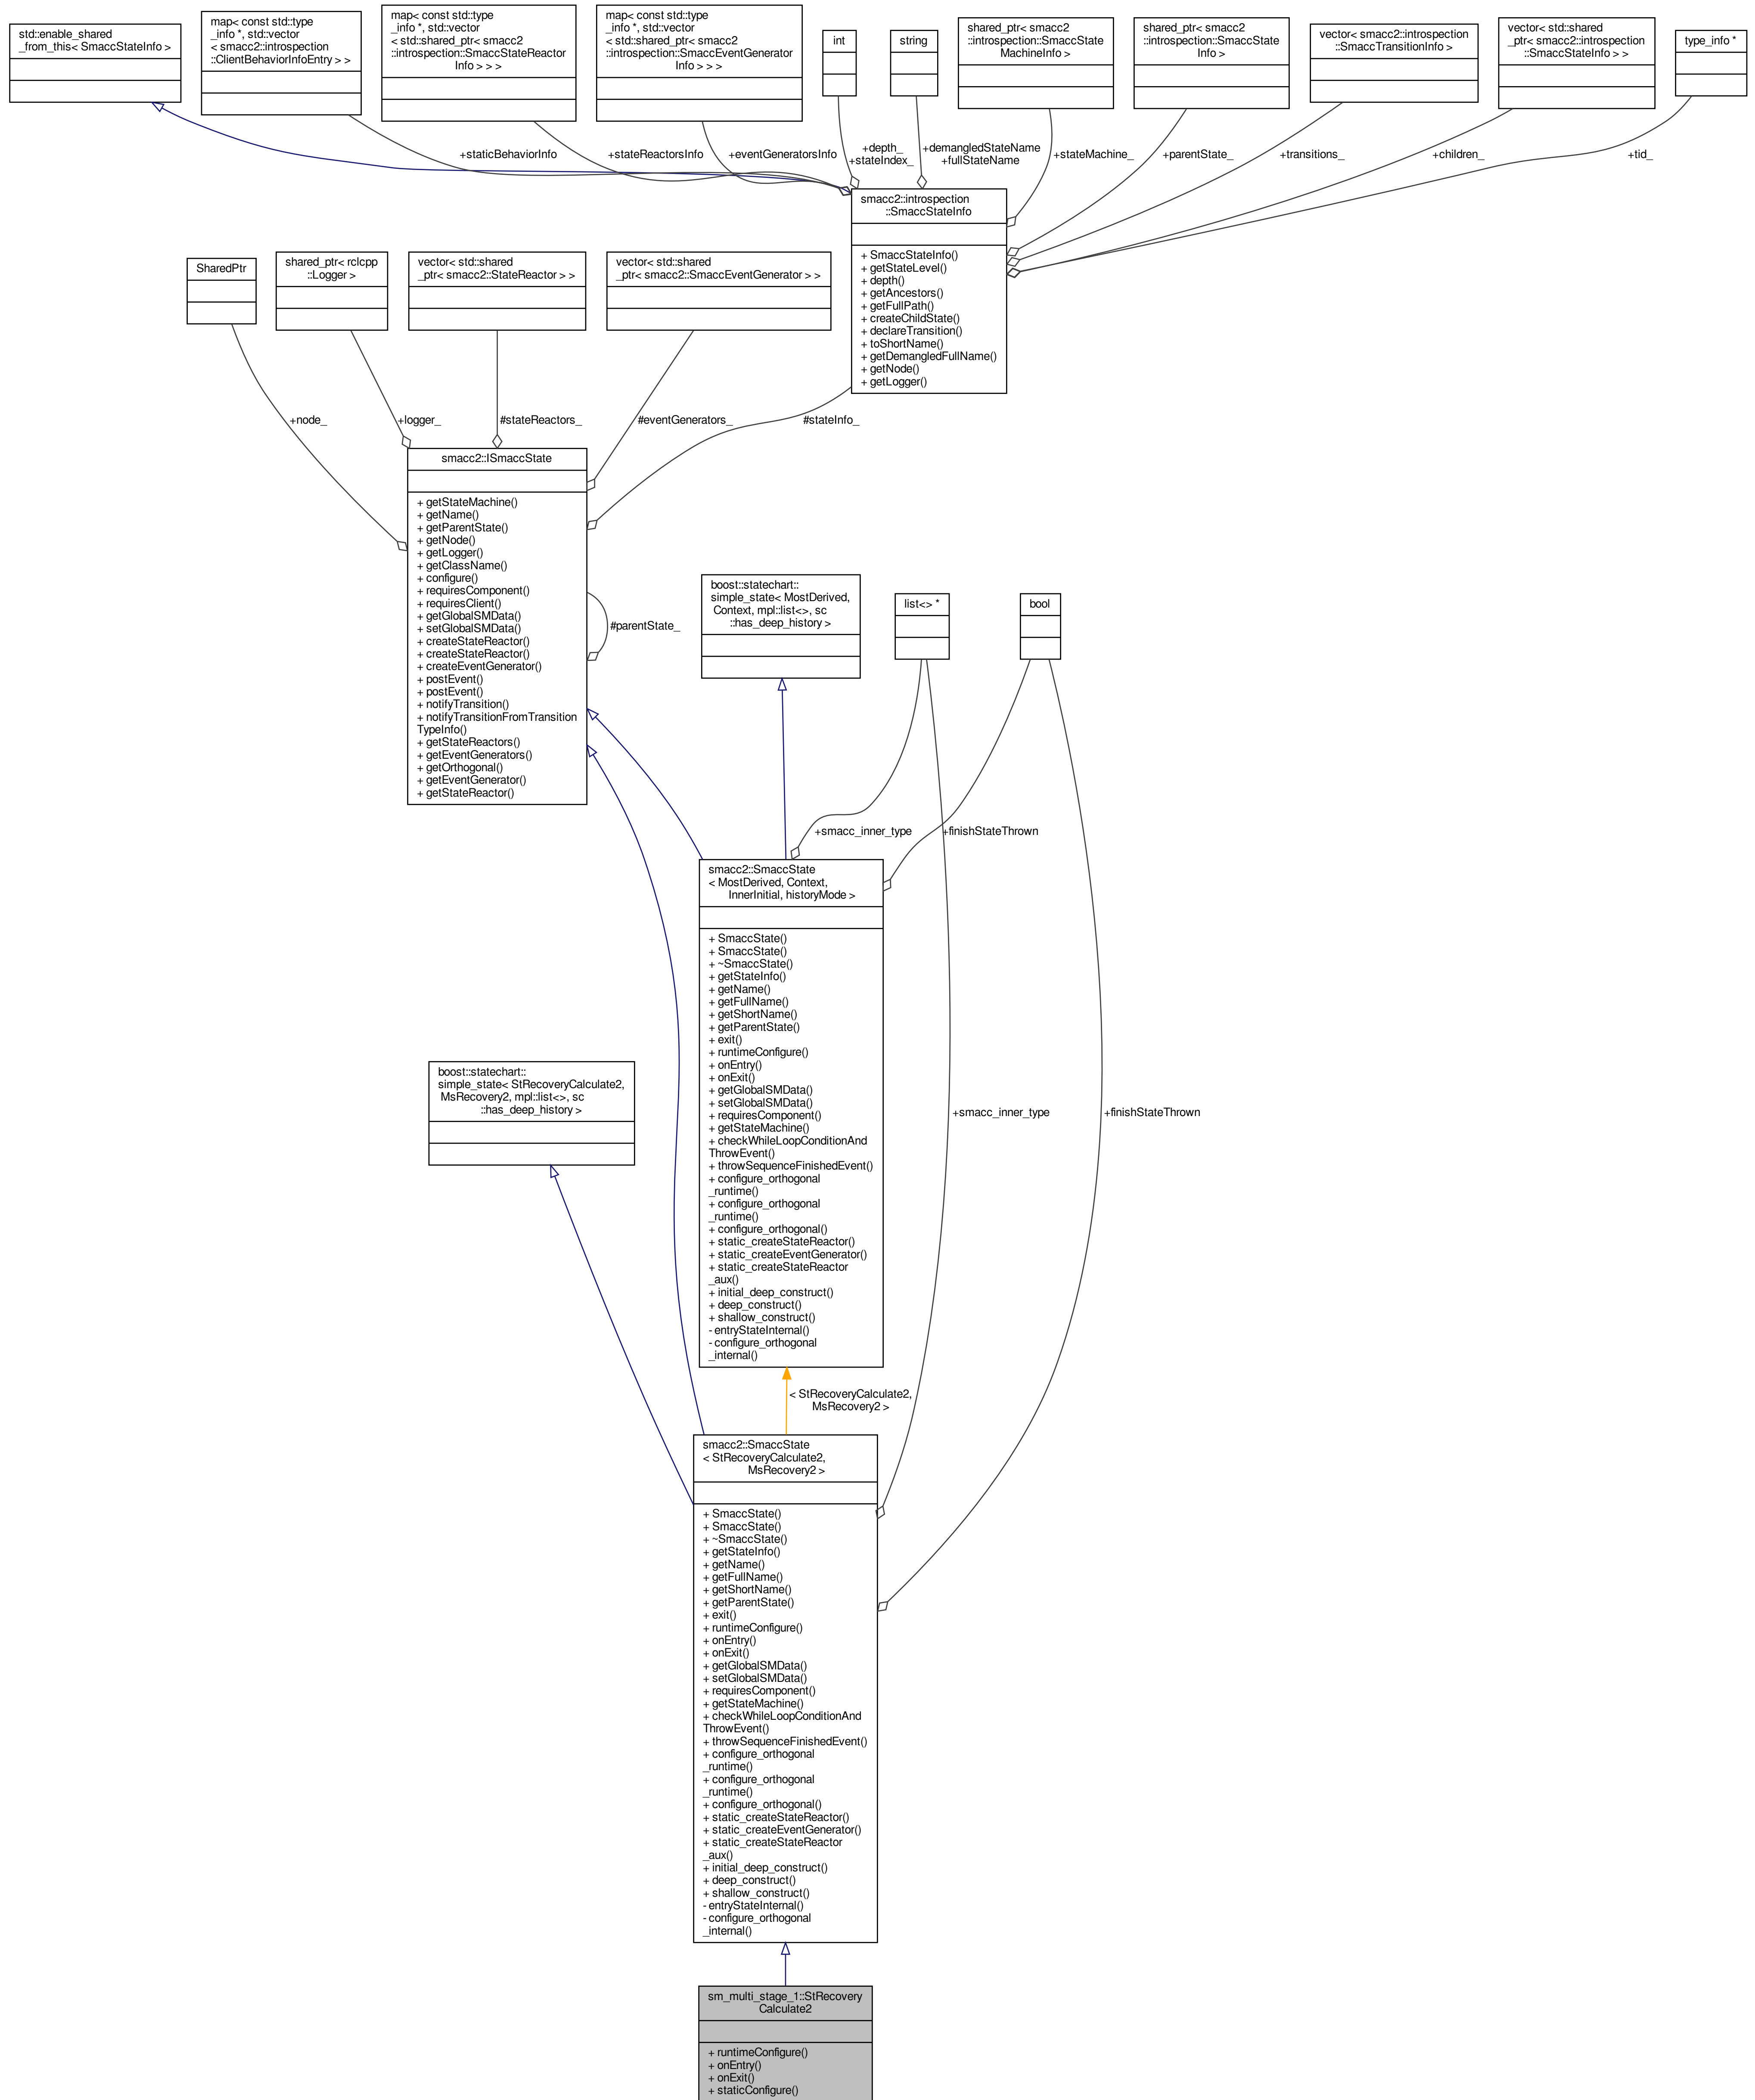 std::enable_shared
_from_this< SmaccStateInfo >
map< const std::type
_info *, std::vector
< smacc2::introspection
::ClientBehaviorInfoEntry > >
map< const std::type
_info *, std::vector
< std::shared_ptr< smacc2
::introspection::SmaccStateReactor
Info > > >
map< const std::type
_info *, std::vector
< std::shared_ptr< smacc2
::introspection::SmaccEventGenerator
Info > > >
int
string
shared_ptr< smacc2
::introspection::SmaccState
MachineInfo >
shared_ptr< smacc2
::introspection::SmaccState
Info >
vector< smacc2::introspection
::SmaccTransitionInfo >
vector< std::shared
_ptr< smacc2::introspection
::SmaccStateInfo > >
type_info *
+staticBehaviorInfo
+stateReactorsInfo
+eventGeneratorsInfo
+depth_
+stateIndex_
+demangledStateName
+fullStateName
+stateMachine_
+parentState_
+transitions_
+children_
+tid_
smacc2::introspection
::SmaccStateInfo
+ SmaccStateInfo()
+ getStateLevel()
+ depth()
+ getAncestors()
+ getFullPath()
+ createChildState()
+ declareTransition()
+ toShortName()
+ getDemangledFullName()
+ getNode()
+ getLogger()
SharedPtr
shared_ptr< rclcpp
::Logger >
vector< std::shared
_ptr< smacc2::StateReactor > >
vector< std::shared
_ptr< smacc2::SmaccEventGenerator > >
+node_
+logger_
#stateReactors_
#eventGenerators_
#stateInfo_
smacc2::ISmaccState
+ getStateMachine()
+ getName()
+ getParentState()
+ getNode()
+ getLogger()
+ getClassName()
+ configure()
+ requiresComponent()
+ requiresClient()
+ getGlobalSMData()
+ setGlobalSMData()
+ createStateReactor()
+ createStateReactor()
+ createEventGenerator()
+ postEvent()
+ postEvent()
+ notifyTransition()
+ notifyTransitionFromTransition
TypeInfo()
+ getStateReactors()
+ getEventGenerators()
+ getOrthogonal()
+ getEventGenerator()
+ getStateReactor()
#parentState_
boost::statechart::
simple_state< MostDerived,
Context, mpl::list<>, sc
::has_deep_history >
list<> *
bool
+smacc_inner_type
+finishStateThrown
smacc2::SmaccState
< MostDerived, Context,
InnerInitial, historyMode >
+ SmaccState()
+ SmaccState()
+ ~SmaccState()
+ getStateInfo()
+ getName()
+ getFullName()
+ getShortName()
+ getParentState()
+ exit()
+ runtimeConfigure()
+ onEntry()
+ onExit()
+ getGlobalSMData()
+ setGlobalSMData()
+ requiresComponent()
+ getStateMachine()
+ checkWhileLoopConditionAnd
ThrowEvent()
+ throwSequenceFinishedEvent()
+ configure_orthogonal
_runtime()
+ configure_orthogonal
_runtime()
+ configure_orthogonal()
+ static_createStateReactor()
+ static_createEventGenerator()
+ static_createStateReactor
_aux()
+ initial_deep_construct()
+ deep_construct()
+ shallow_construct()
- entryStateInternal()
- configure_orthogonal
_internal()
boost::statechart::
simple_state< StRecoveryCalculate2,
MsRecovery2, mpl::list<>, sc
::has_deep_history >
+smacc_inner_type
+finishStateThrown
< StRecoveryCalculate2,
MsRecovery2 >
smacc2::SmaccState
< StRecoveryCalculate2,
MsRecovery2 >
+ SmaccState()
+ SmaccState()
+ ~SmaccState()
+ getStateInfo()
+ getName()
+ getFullName()
+ getShortName()
+ getParentState()
+ exit()
+ runtimeConfigure()
+ onEntry()
+ onExit()
+ getGlobalSMData()
+ setGlobalSMData()
+ requiresComponent()
+ getStateMachine()
+ checkWhileLoopConditionAnd
ThrowEvent()
+ throwSequenceFinishedEvent()
+ configure_orthogonal
_runtime()
+ configure_orthogonal
_runtime()
+ configure_orthogonal()
+ static_createStateReactor()
+ static_createEventGenerator()
+ static_createStateReactor
_aux()
+ initial_deep_construct()
+ deep_construct()
+ shallow_construct()
- entryStateInternal()
- configure_orthogonal
_internal()
sm_multi_stage_1::StRecovery
Calculate2
+ runtimeConfigure()
+ onEntry()
+ onExit()
+ staticConfigure()